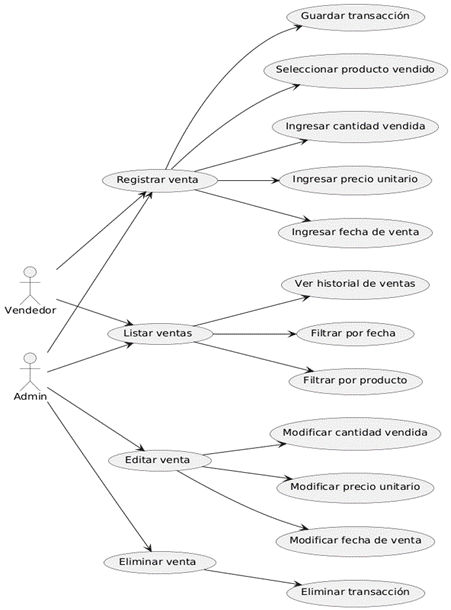 Guardar transacción
Seleccionar producto vendido
Ingresar cantidad vendida
Registrar venta
Ingresar precio unitario
Ingresar fecha de venta
Vendedor
Ver historial de ventas
Listar ventas
Filtrar por fecha
Filtrar por producto
Admin
Modificar cantidad vendida
Editar venta
Modificar precio unitario
Modificar fecha de venta
Eliminar venta
Eliminar transacción